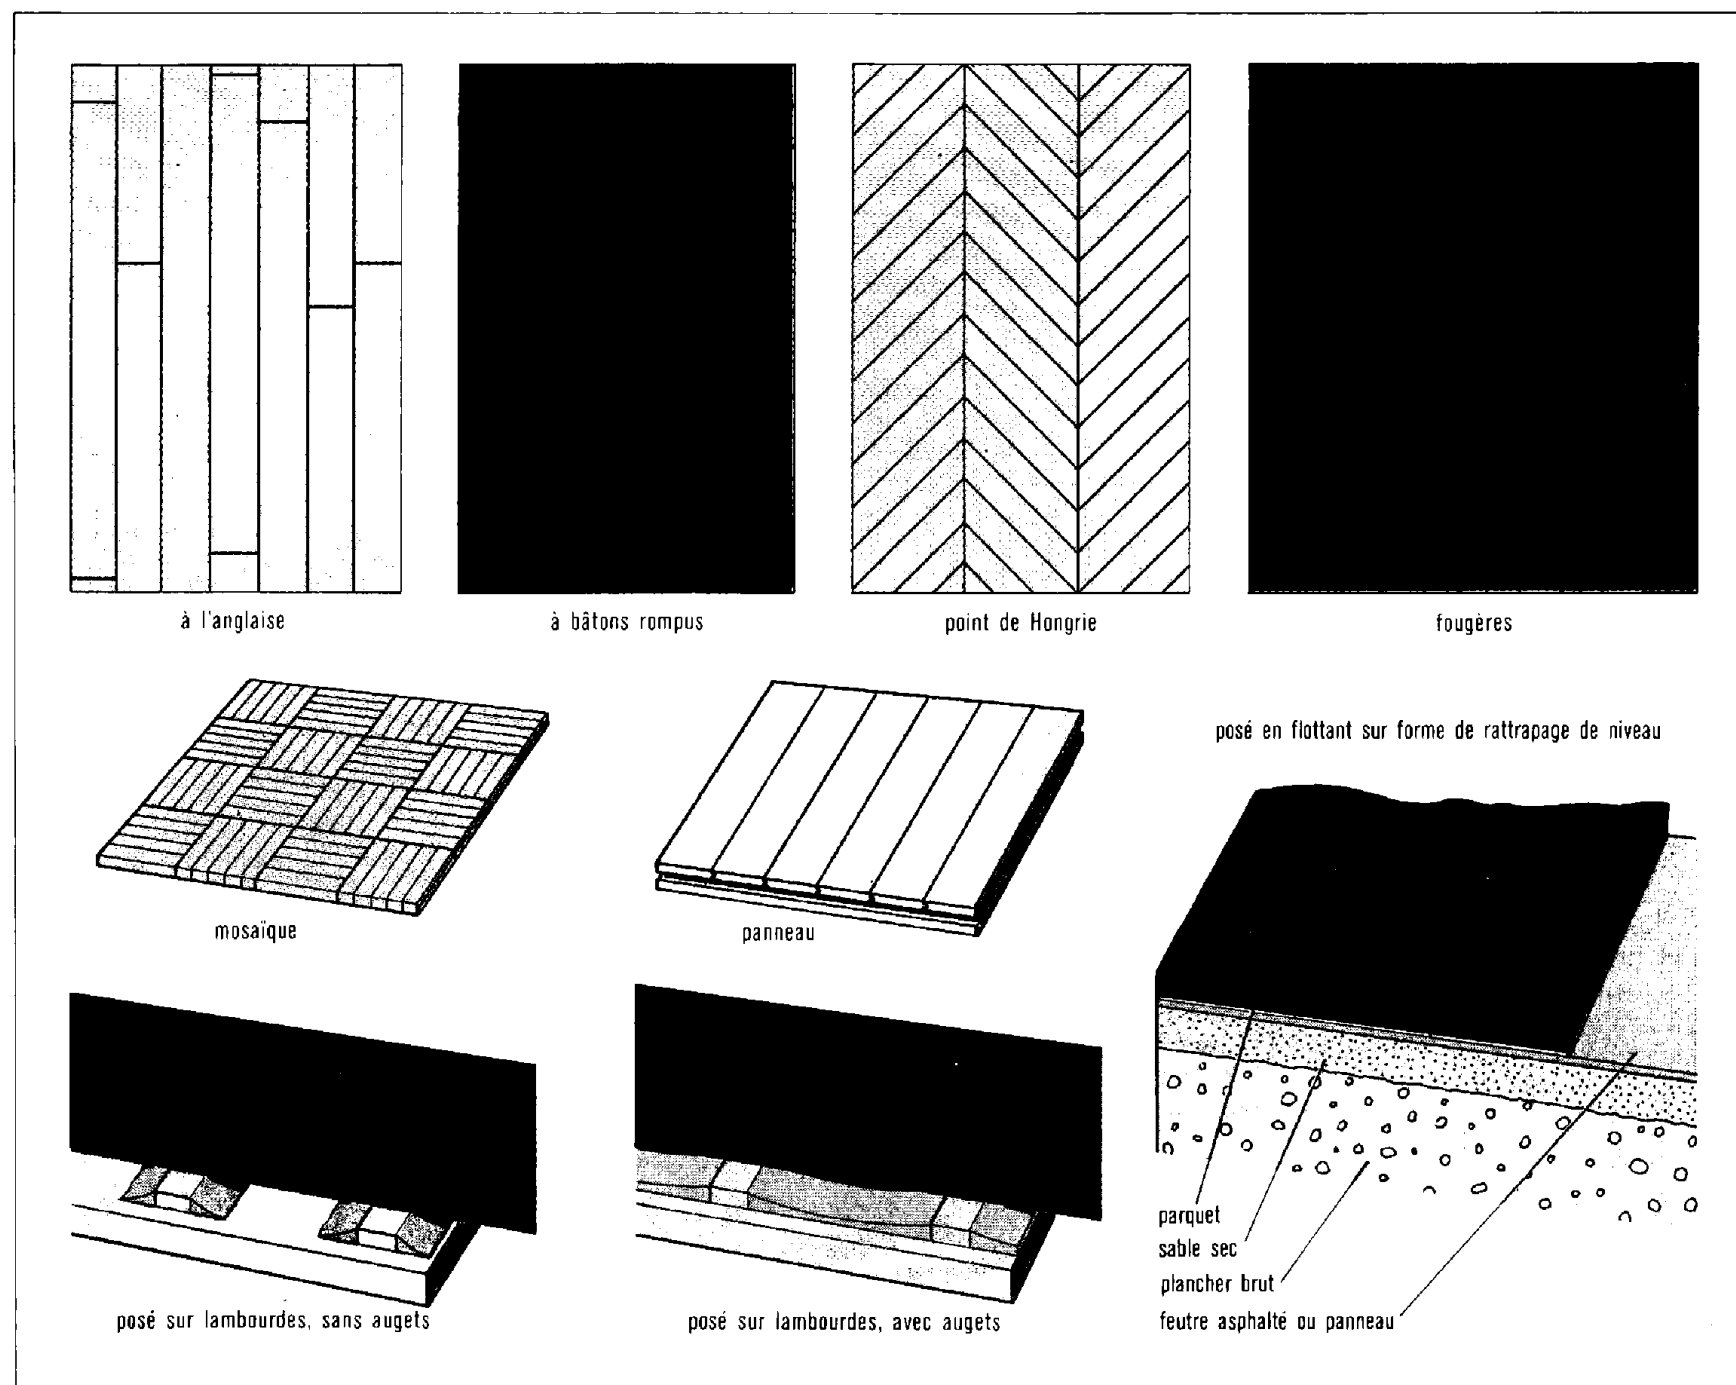 à l'anglaise
à bâtons rompus
point de Hongrie
fougères
mosaïque
panneau
posé en flottant sur forme de rattrapage de niveau
posé sur lambourdes, sans augets
posé sur lambourdes, avec augets
parquet
sable sec
plancher brut
feutre asphalté ou panneau